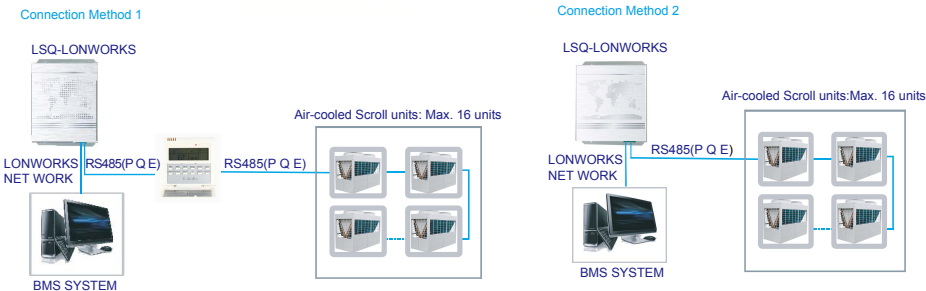 Connection Method 1
LSQ-LONWORKS
Air-cooled Scroll units: Max. 16 units
LONWORKS
NET WORK
RS485(P Q E)
RS485(P Q E)
BMS SYSTEM
Connection Method 2
LSQ-LONWORKS
Air-cooled Scroll units:Max. 16 units
LONWORKS
NET WORK
RS485(P Q E)
BMS SYSTEM